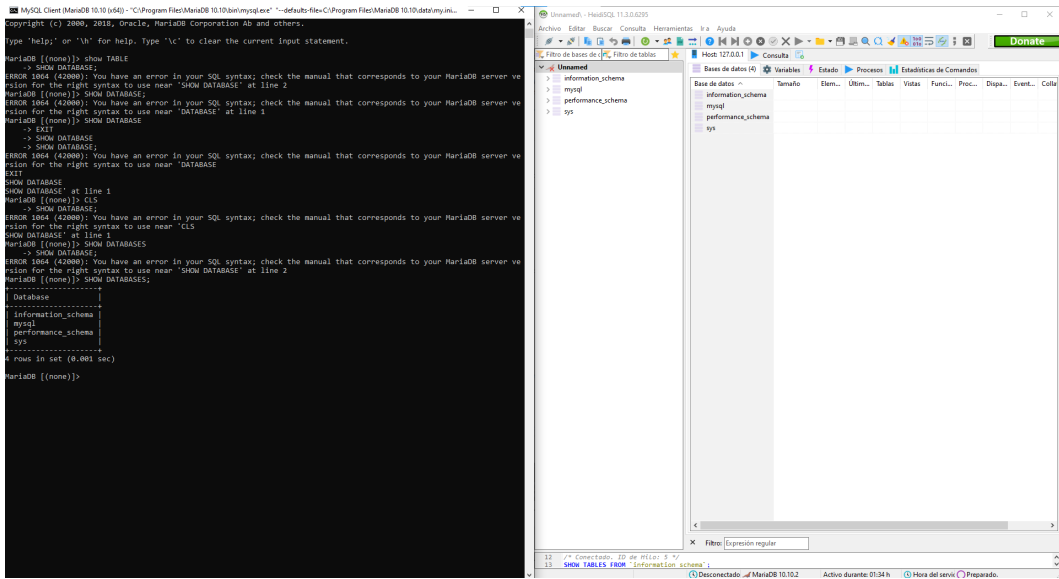 MySQL Client (MariaDB 10.10 (x64)) - "C:\Program Files\MariaDB 10.10\bin\mysql.exe" "--defaults-file=C:\Program Files\MariaDB 10.10\data\my.ini...
Copyright (c) 2000, 2018, Oracle, MariaDB Corporation Ab and others.
Type 'help;' or '\h' for help. Type '\c' to clear the current input statement.
MariaDB [(none)]> show TABLE
-> SHOW DATABASE;
ERROR 1064 (42000): You have an error in your SQL syntax; check the manual that corresponds to your MariaDB server ve
rsion for the right syntax to use near 'SHOW DATABASE' at line 2
MariaDB [(none)]> SHOW DATABASE;
ERROR 1064 (42000): You have an error in your SQL syntax; check the manual that corresponds to your MariaDB server ve
rsion for the right syntax to use near 'DATABASE' at line 1
MariaDB [(none)]> SHOW DATABASE
-> EXIT
-> SHOW DATABASE
-> SHOW DATABASE;
ERROR 1064 (42000): You have an error in your SQL syntax; check the manual that corresponds to your MariaDB server ve
rsion for the right syntax to use near 'DATABASE
EXIT
SHOW DATABASE
SHOW DATABASE' at line 1
MariaDB [(none)]> CLS
-> SHOW DATABASE;
ERROR 1064 (42000): You have an error in your SQL syntax; check the manual that corresponds to your MariaDB server ve
rsion for the right syntax to use near 'CLS
SHOW DATABASE' at line 1
MariaDB [(none)]> SHOW DATABASES
-> SHOW DATABASE;
ERROR 1064 (42000): You have an error in your SQL syntax; check the manual that corresponds to your MariaDB server ve
rsion for the right syntax to use near 'SHOW DATABASE' at line 2
MariaDB [(none)]> SHOW DATABASES;
+--------------------+
| Database |
+--------------------+
| information_schema |
| mysql |
| performance_schema |
| sys |
+--------------------+
4 rows in set (0.001 sec)
MariaDB [(none)]>
Unnamed\ - HeidiSQL 11.3.0.6295
Archivo Editar Buscar Consulta Herramientas Ir a Ayuda
Donate
Filtro de bases de c Filtro de tablas
Host: 127.0.0.1 Consulta
Unnamed
information_schema
mysql
performance_schema
sys
Bases de datos (4) Variables Estado Procesos Estadísticas de Comandos
Base de datos Tamaño Elem... Últim... Tablas Vistas Funci... Proc... Dispa... Event... Colla
information_schema
mysql
performance_schema
sys
Filtro: Expresión regular
12 /* Conectado. ID de Hilo: 5 */
13 SHOW TABLES FROM `information_schema`;
Desconectado MariaDB 10.10.2 Activo durante: 01:34 h Hora del servic Preparado.